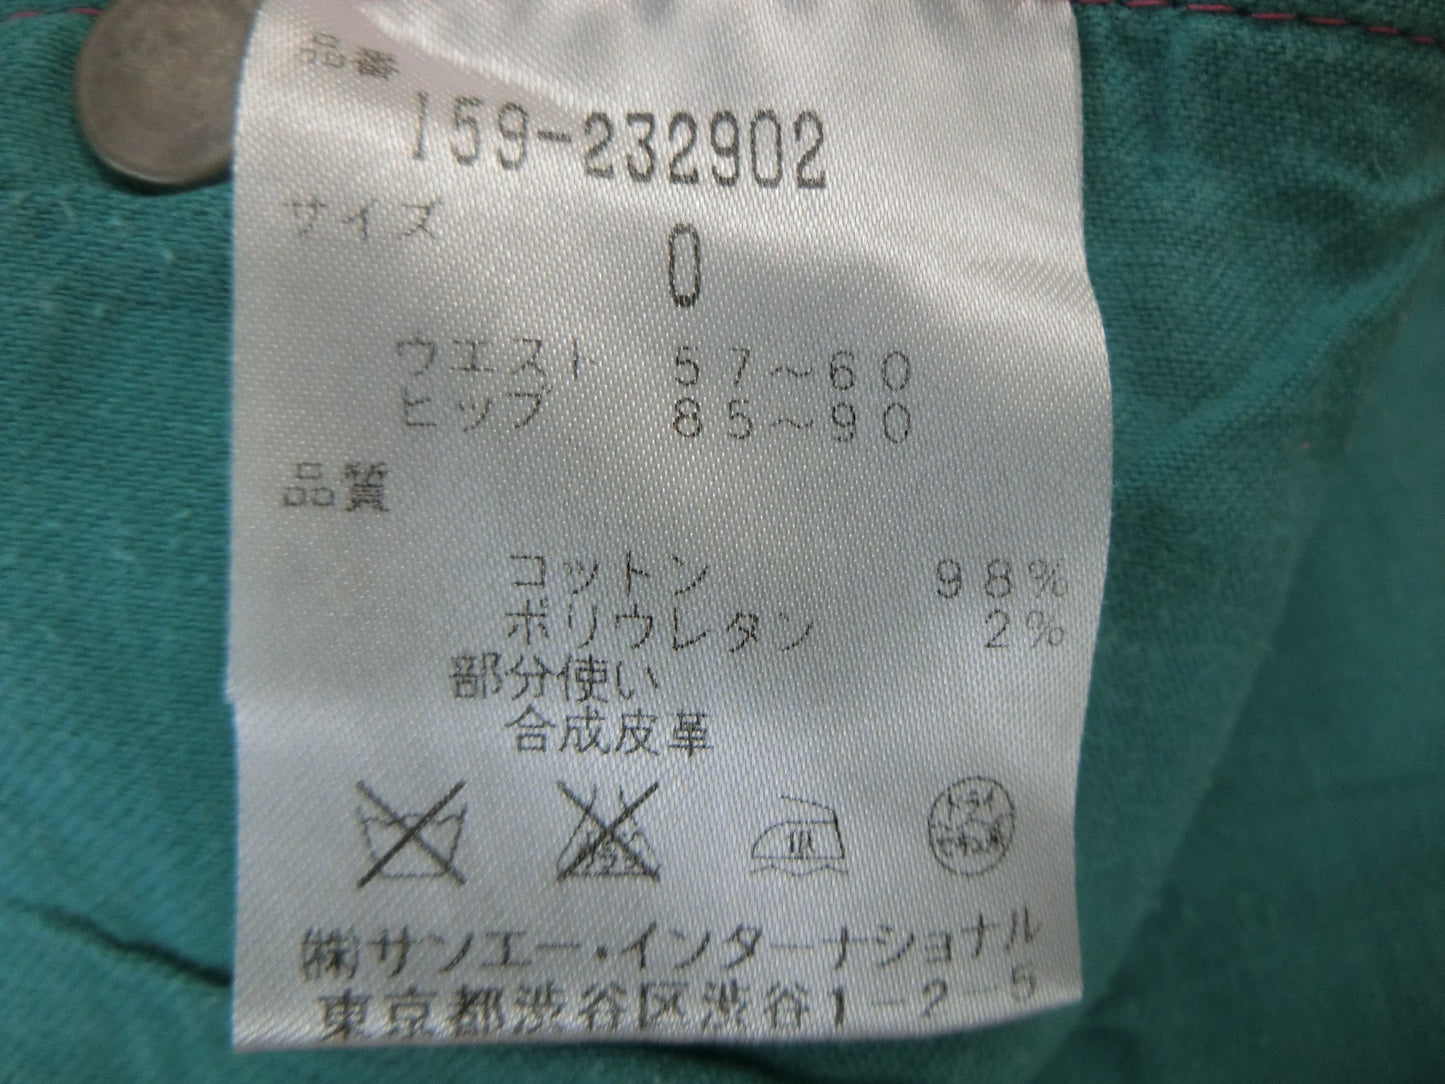 品番
159-232902
サイズ
0
ウエスト 57～60
ヒップ 85～90
品質
コットン 98%
ポリウレタン 2%
部分使い
合成皮革
㈱サンエー・インターナショナル
東京都渋谷区渋谷1-2-5